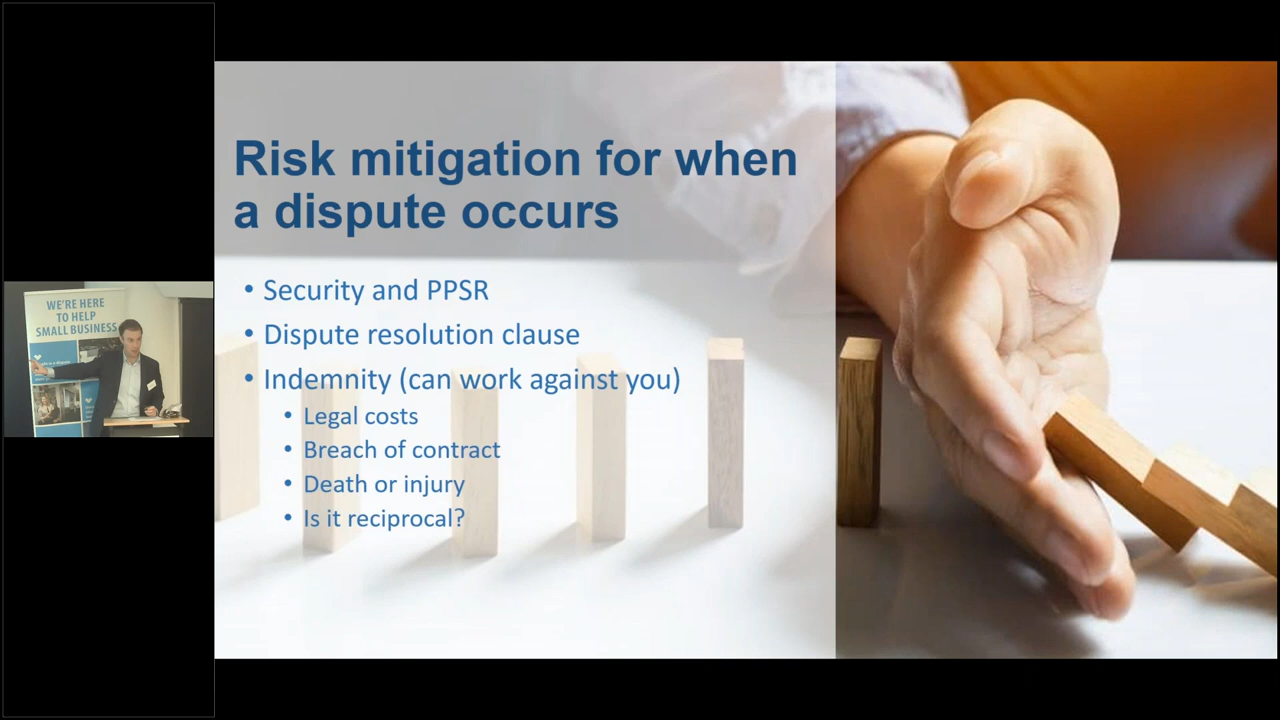 WE'RE HERE
TO HELP
SMALL BUSINESS
Risk mitigation for when
a dispute occurs
• Security and PPSR
• Dispute resolution clause
• Indemnity (can work against you)
• Legal costs
• Breach of contract
• Death or injury
• Is it reciprocal?